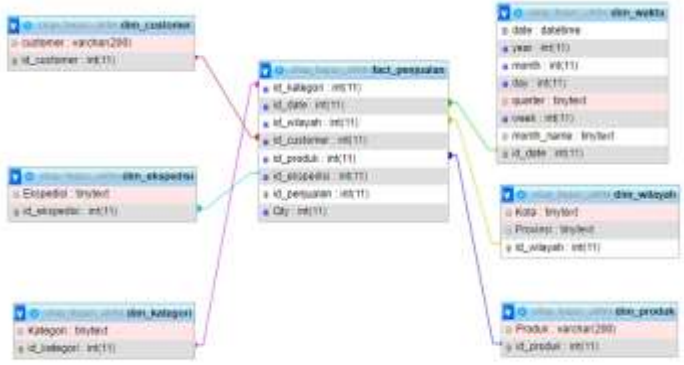 dim_customer
customer : varchar(200)
id_customer : int(11)
dim_ekspedisi
Ekspedisi : tinytext
id_ekspedisi : int(11)
dim_kategori
Kategori : tinytext
id_kategori : int(11)
fact_penjualan
id_kategori : int(11)
id_date : int(11)
id_wilayah : int(11)
id_customer : int(11)
id_produk : int(11)
id_ekspedisi : int(11)
id_penjualan : int(11)
Qty : int(11)
dim_waktu
date : datetime
year : int(11)
month : int(11)
day : int(11)
quarter : tinytext
week : int(11)
month_name : tinytext
id_date : int(11)
dim_wilayah
Kota : tinytext
Provinsi : tinytext
id_wilayah : int(11)
dim_produk
Produk : varchar(200)
id_produk : int(11)